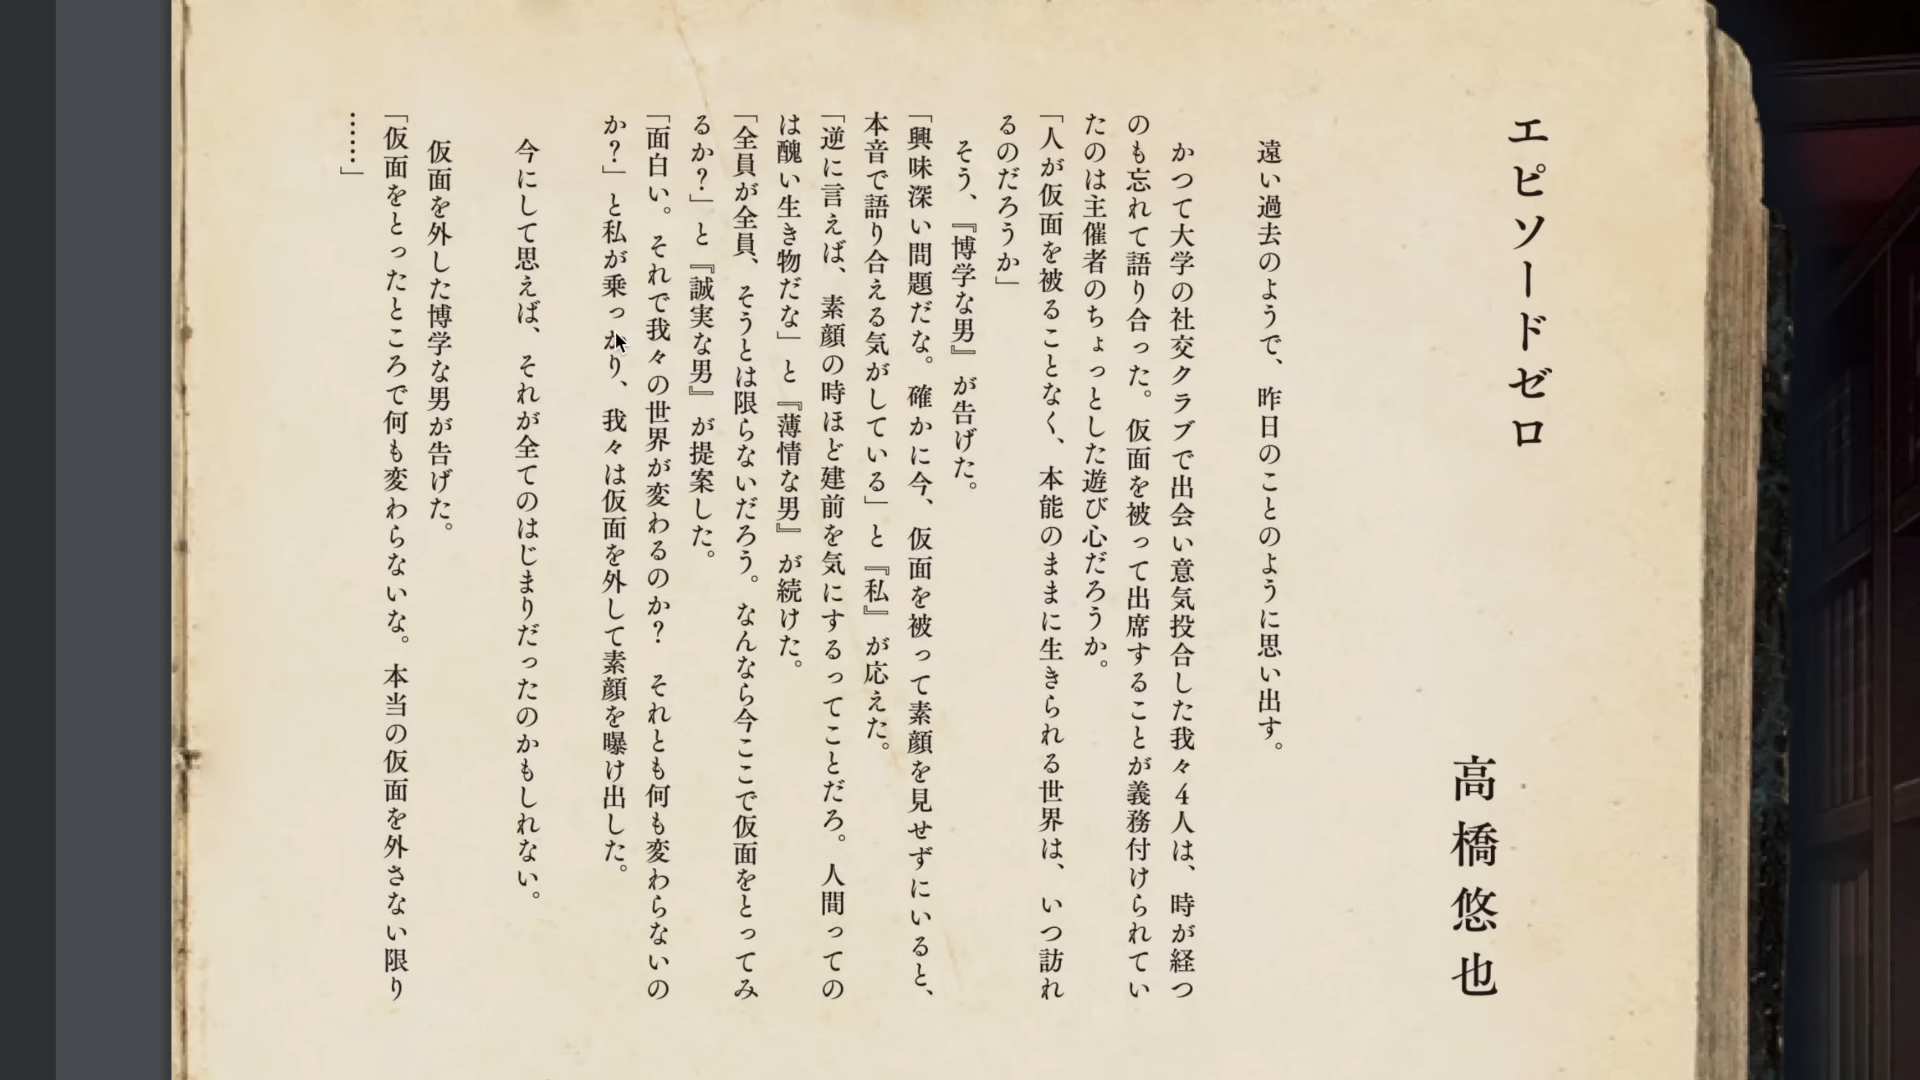 エピソードゼロ
高橋悠也
遠い過去のようで、昨日のことのように思い出す。
かつて大学の社交クラブで出会い意気投合した我々４人は、時が経つ
のも忘れて語り合った。仮面を被って出席することが義務付けられてい
たのは主催者のちょっとした遊び心だろうか。
「人が仮面を被ることなく、本能のままに生きられる世界は、いつ訪れ
るのだろうか」
そう、『博学な男』が告げた。
「興味深い問題だな。確かに今、仮面を被って素顔を見せずにいると、
本音で語り合える気がしている」と『私』が応えた。
「逆に言えば、素顔の時ほど建前を気にするってことだろ。人間っての
は醜い生き物だな」と『薄情な男』が続けた。
「全員が全員、そうとは限らないだろう。なんなら今ここで仮面をとってみ
るか？」と『誠実な男』が提案した。
「面白い。それで我々の世界が変わるのか？　それとも何も変わらないの
か？」と私が乗っかり、我々は仮面を外して素顔を曝け出した。
今にして思えば、それが全てのはじまりだったのかもしれない。
仮面を外した博学な男が告げた。
「仮面をとったところで何も変わらないな。本当の仮面を外さない限り
……」